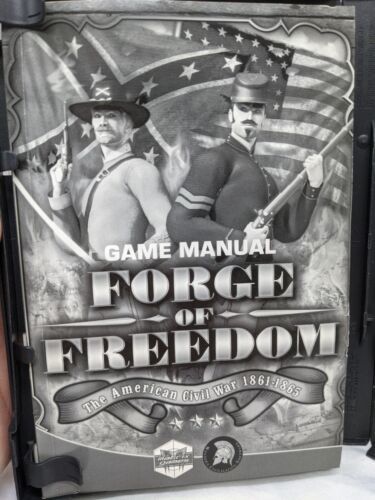 GAME MANUAL
FORGE
OF
FREEDOM
The American Civil War 1861-1865